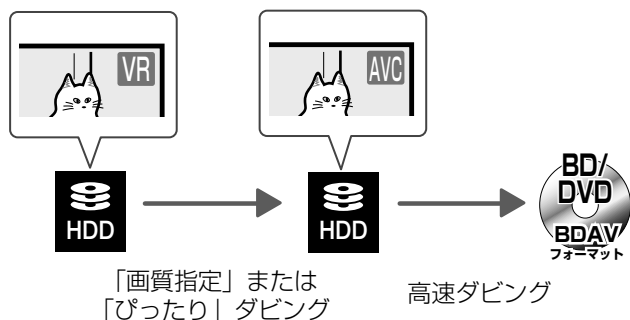 VR
AVC
HDD
HDD
BD/
DVD
BDAV
フォーマット
「画質指定」または
「ぴったり」ダビング
高速ダビング